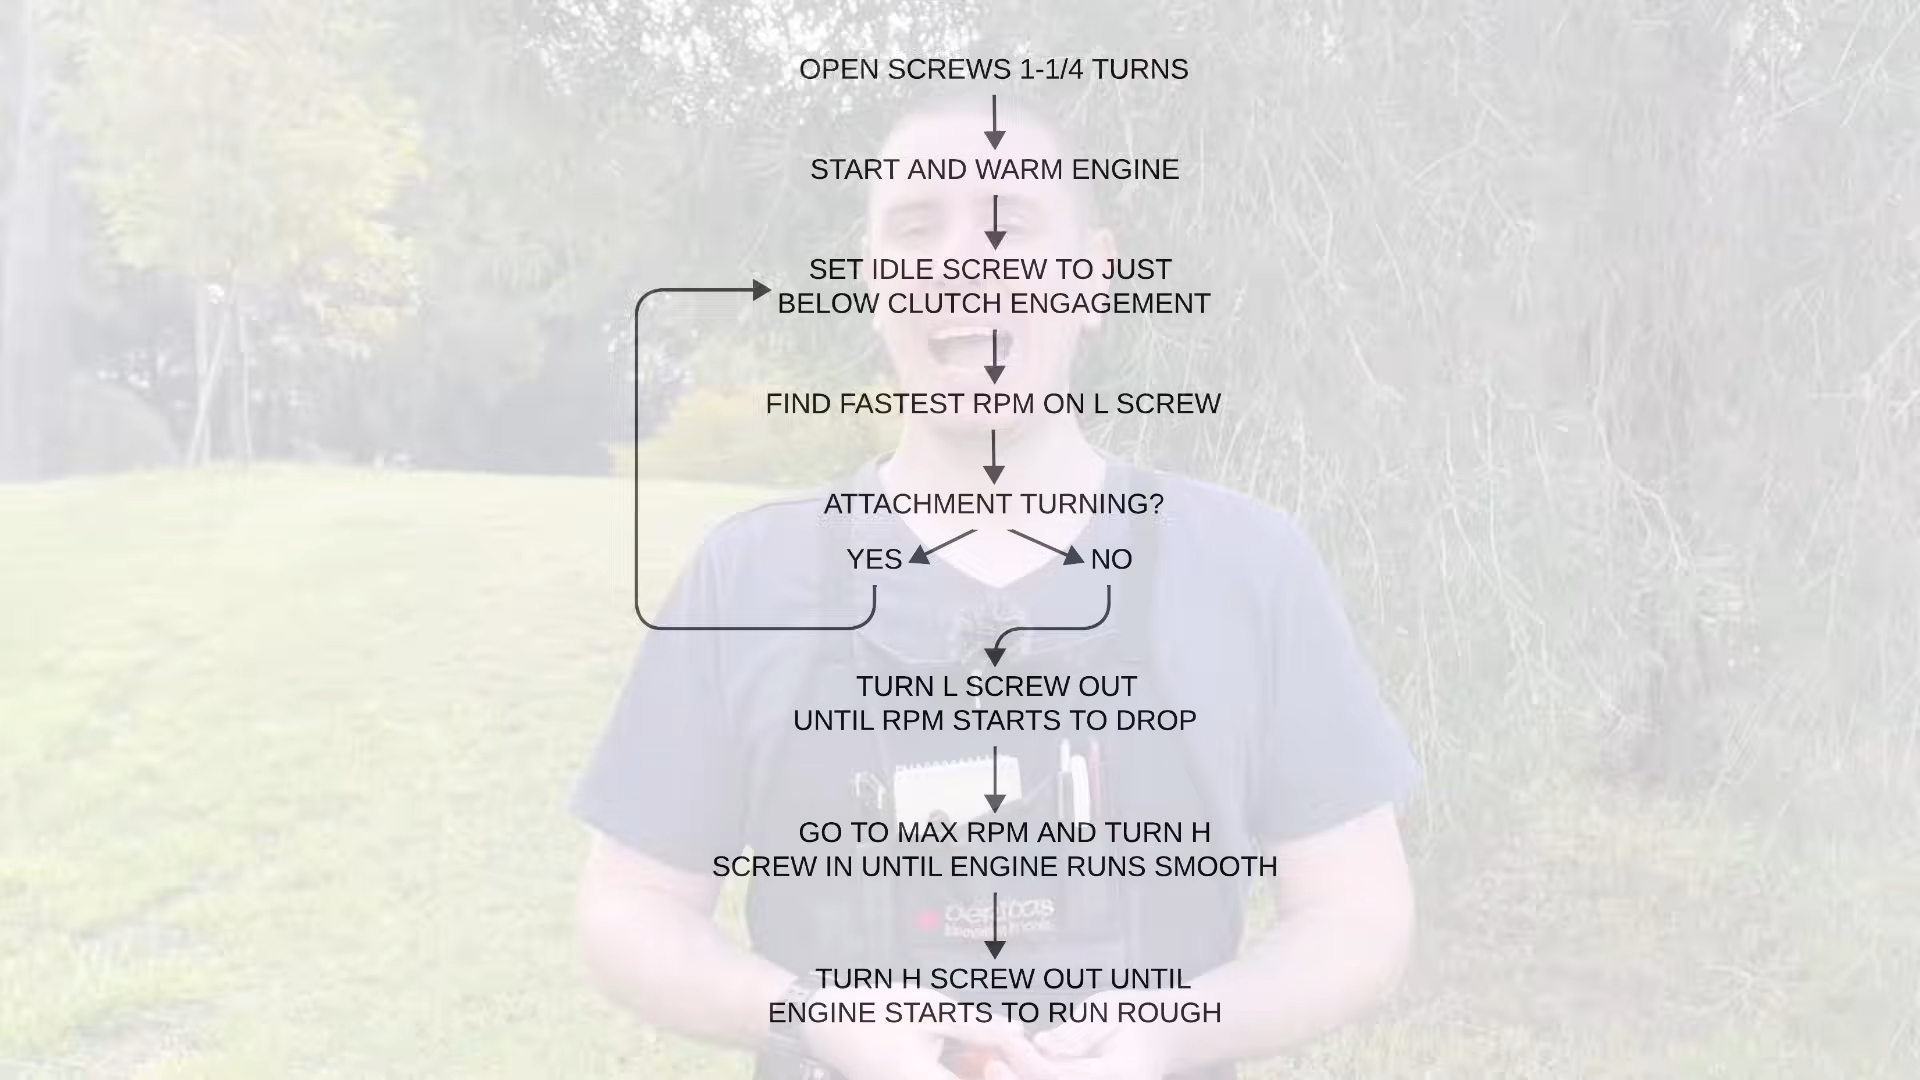 OPEN SCREWS 1-1/4 TURNS
START AND WARM ENGINE
SET IDLE SCREW TO JUST
BELOW CLUTCH ENGAGEMENT
FIND FASTEST RPM ON L SCREW
ATTACHMENT TURNING?
YES
NO
TURN L SCREW OUT
UNTIL RPM STARTS TO DROP
GO TO MAX RPM AND TURN H
SCREW IN UNTIL ENGINE RUNS SMOOTH
TURN H SCREW OUT UNTIL
ENGINE STARTS TO RUN ROUGH